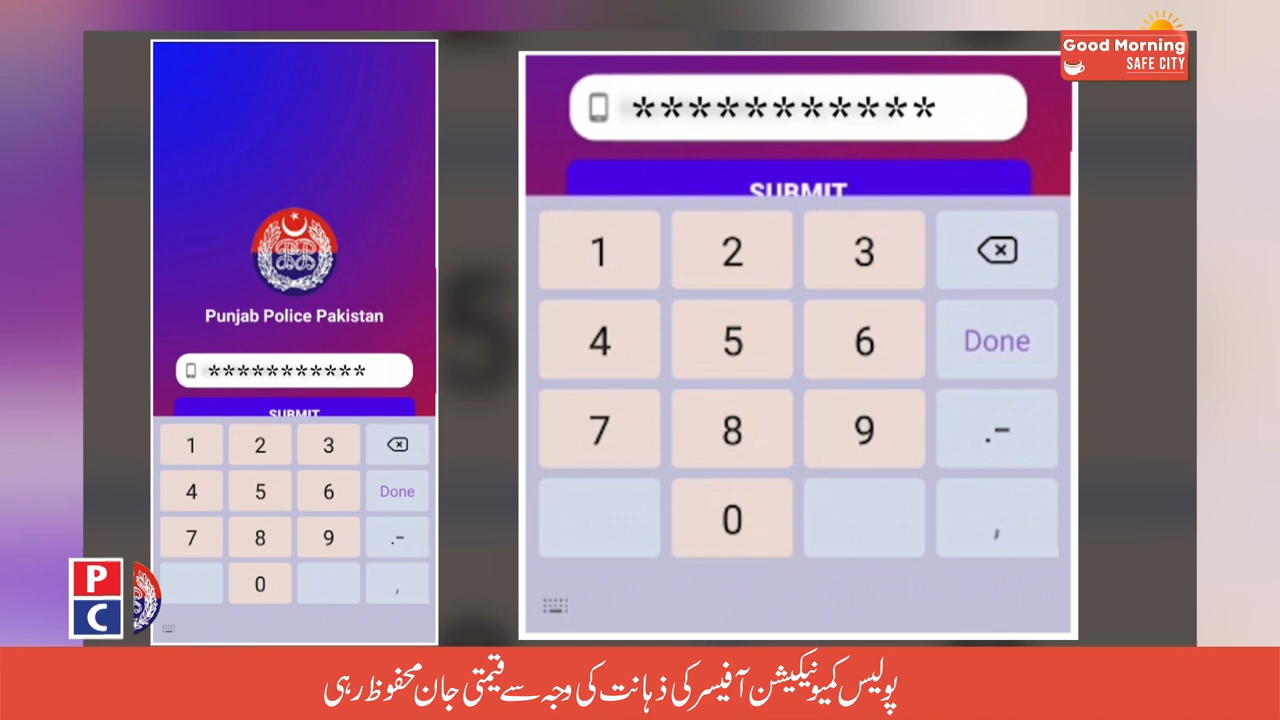 Good Morning
SAFE CITY
Punjab Police Pakistan
***********
SUBMIT
1 2 3
4 5 6 Done
7 8 9 .-
0 ,
***********
SUBMIT
1 2 3
4 5 6 Done
7 8 9 .-
0 ,
P
C
پولیس کمیونیکیشن آفیسر کی ذہانت کی وجہ سے قیمتی جان محفوظ رہی